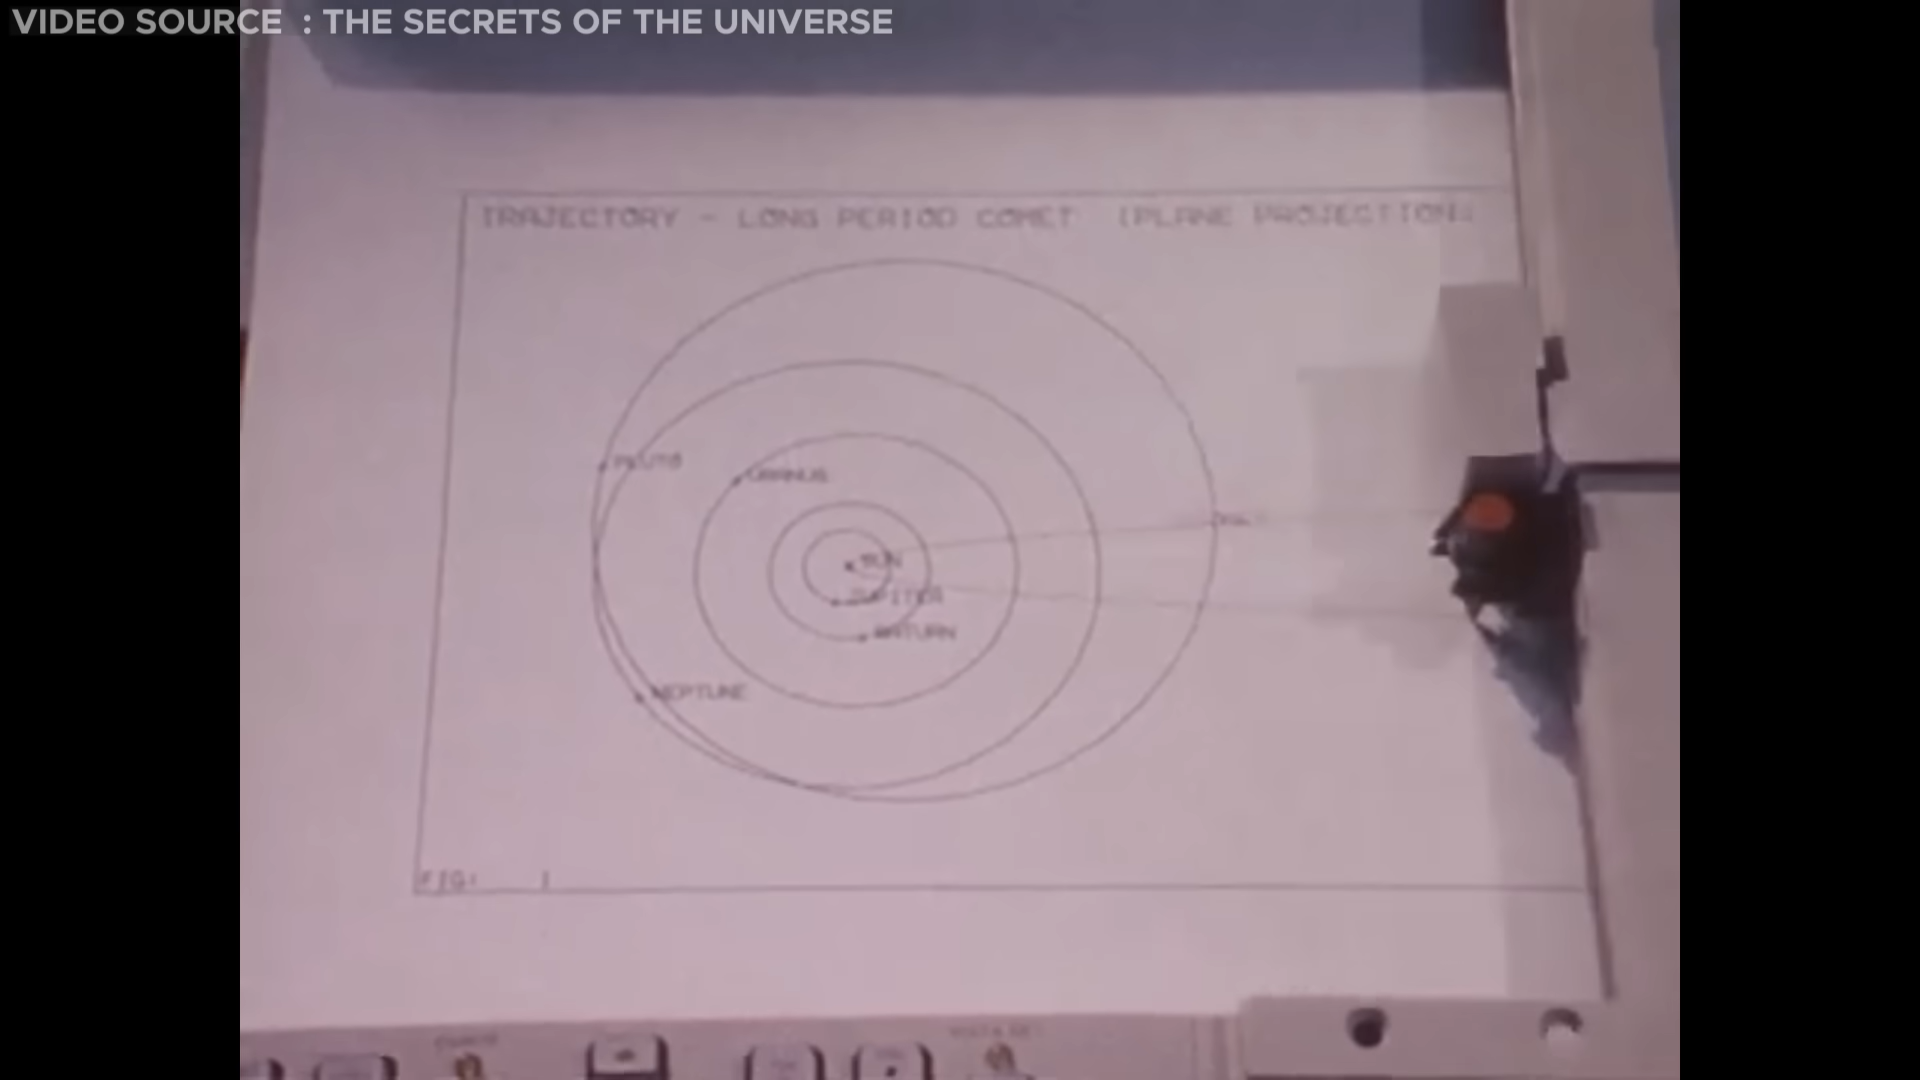 VIDEO SOURCE : THE SECRETS OF THE UNIVERSE
TRAJECTORY - LONG PERIOD COMET (PLANE PROJECTION)
PLUTO
URANUS
SUN
JUPITER
SATURN
NEPTUNE
FIG: 1